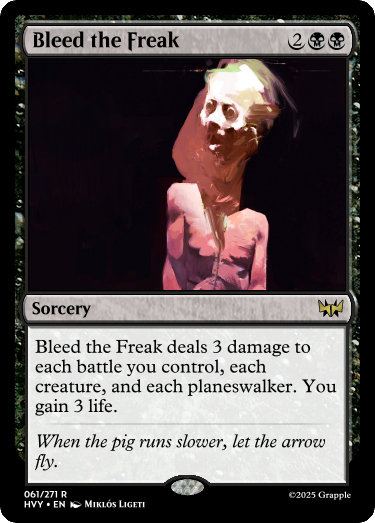 Bleed the Freak 2
Sorcery
Bleed the Freak deals 3 damage to
each battle you control, each
creature, and each planeswalker. You
gain 3 life.
When the pig runs slower, let the arrow
fly.
061/271 R
HVY • EN Miklós Ligeti
©2025 Grapple